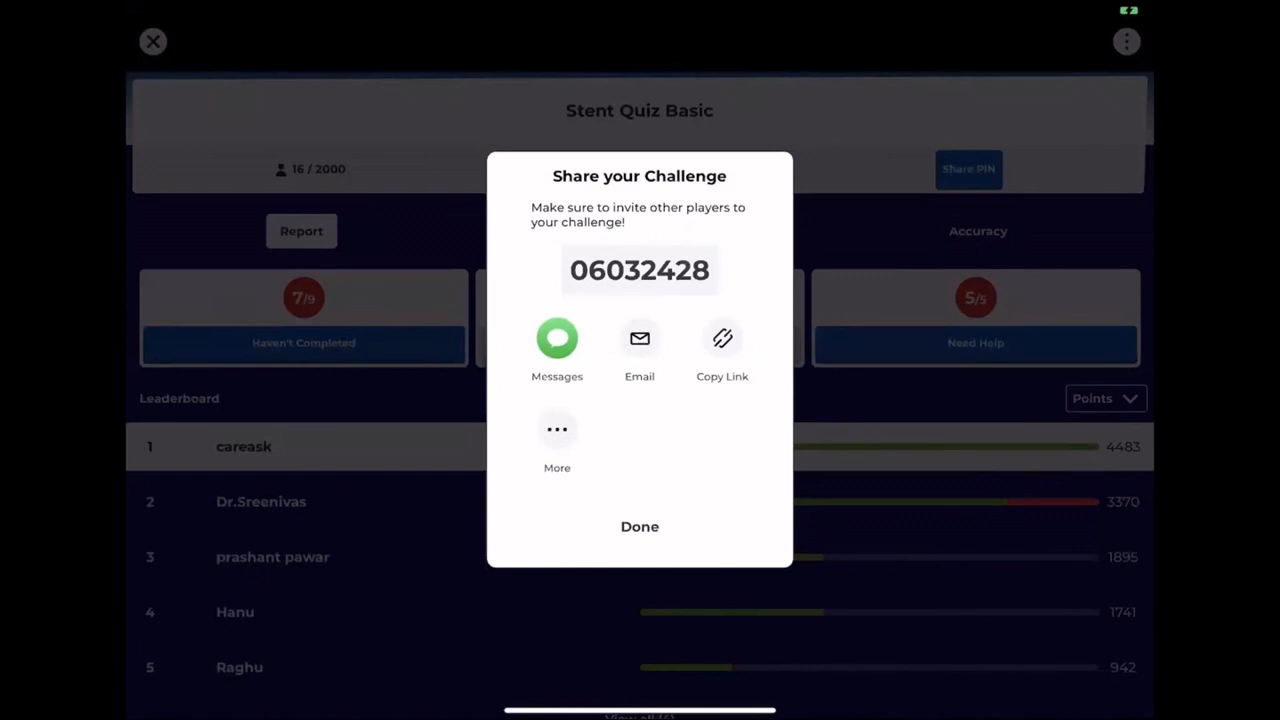 Stent Quiz Basic
16 / 2000
Share PIN
Report
Accuracy
7/9
5/5
Haven't Completed
Need Help
Share your Challenge
Make sure to invite other players to
your challenge!
06032428
Messages
Email
Copy Link
More
Done
Leaderboard
Points
1 careask 4483
2 Dr.Sreenivas 3370
3 prashant pawar 1895
4 Hanu 1741
5 Raghu 942